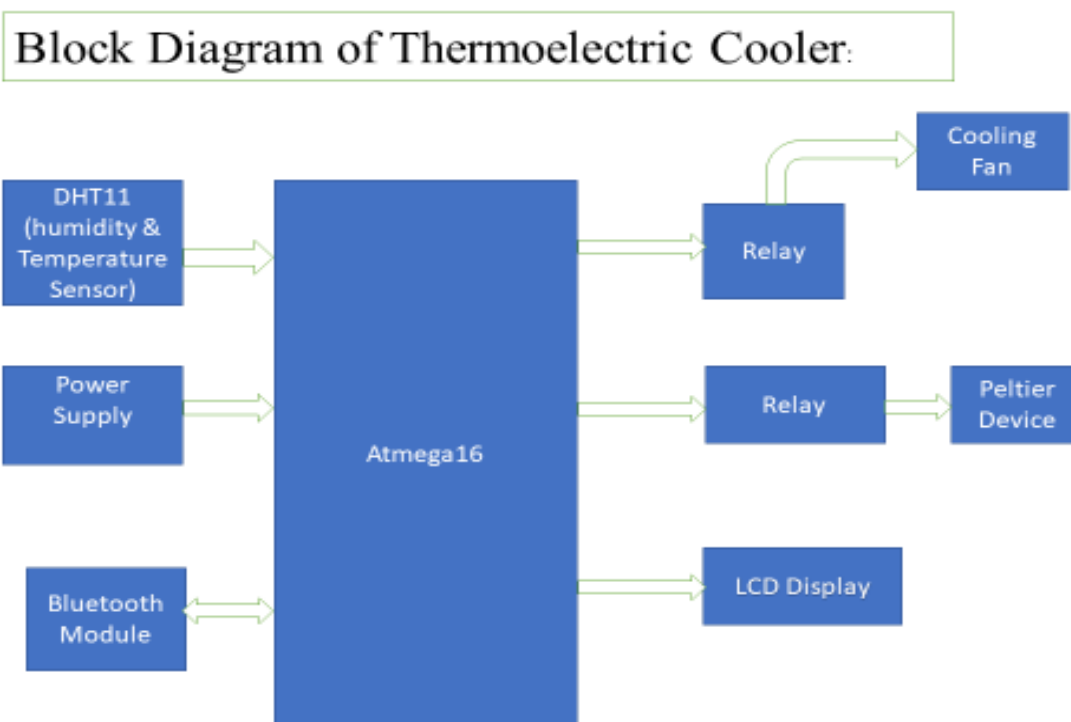 Block Diagram of Thermoelectric Cooler:
Cooling
Fan
DHT11
(humidity &
Temperature
Sensor)
Relay
Power
Supply
Relay
Peltier
Device
Atmega16
Bluetooth
Module
LCD Display